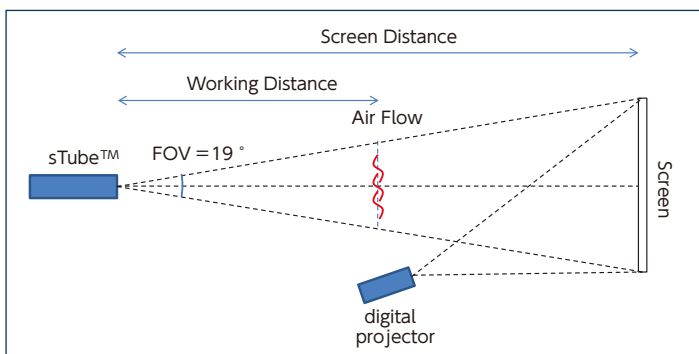 Screen Distance
Working Distance
Air Flow
sTube™
FOV = 19 °
Screen
digital
projector